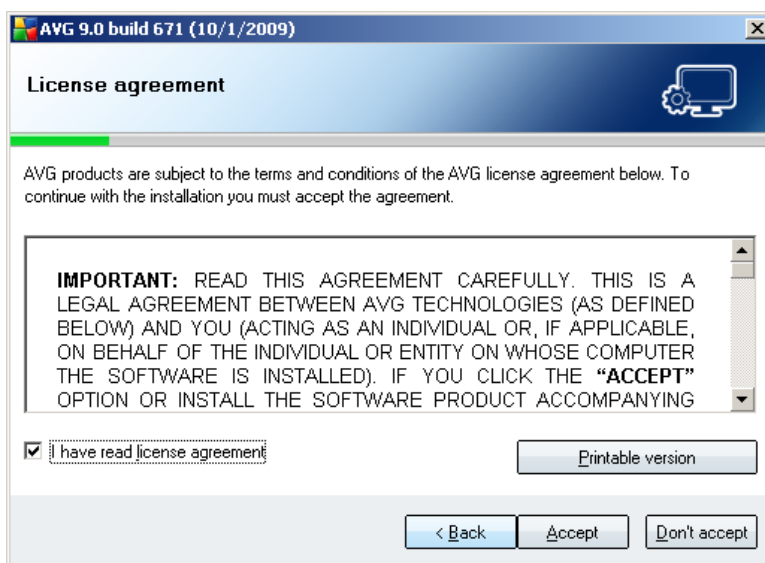 AVG 9.0 build 671 (10/1/2009)
License agreement
AVG products are subject to the terms and conditions of the AVG license agreement below. To
continue with the installation you must accept the agreement.
IMPORTANT: READ THIS AGREEMENT CAREFULLY. THIS IS A
LEGAL AGREEMENT BETWEEN AVG TECHNOLOGIES (AS DEFINED
BELOW) AND YOU (ACTING AS AN INDIVIDUAL OR, IF APPLICABLE,
ON BEHALF OF THE INDIVIDUAL OR ENTITY ON WHOSE COMPUTER
THE SOFTWARE IS INSTALLED). IF YOU CLICK THE “ACCEPT”
OPTION OR INSTALL THE SOFTWARE PRODUCT ACCOMPANYING
I have read license agreement
Printable version
< Back
Accept
Don't accept